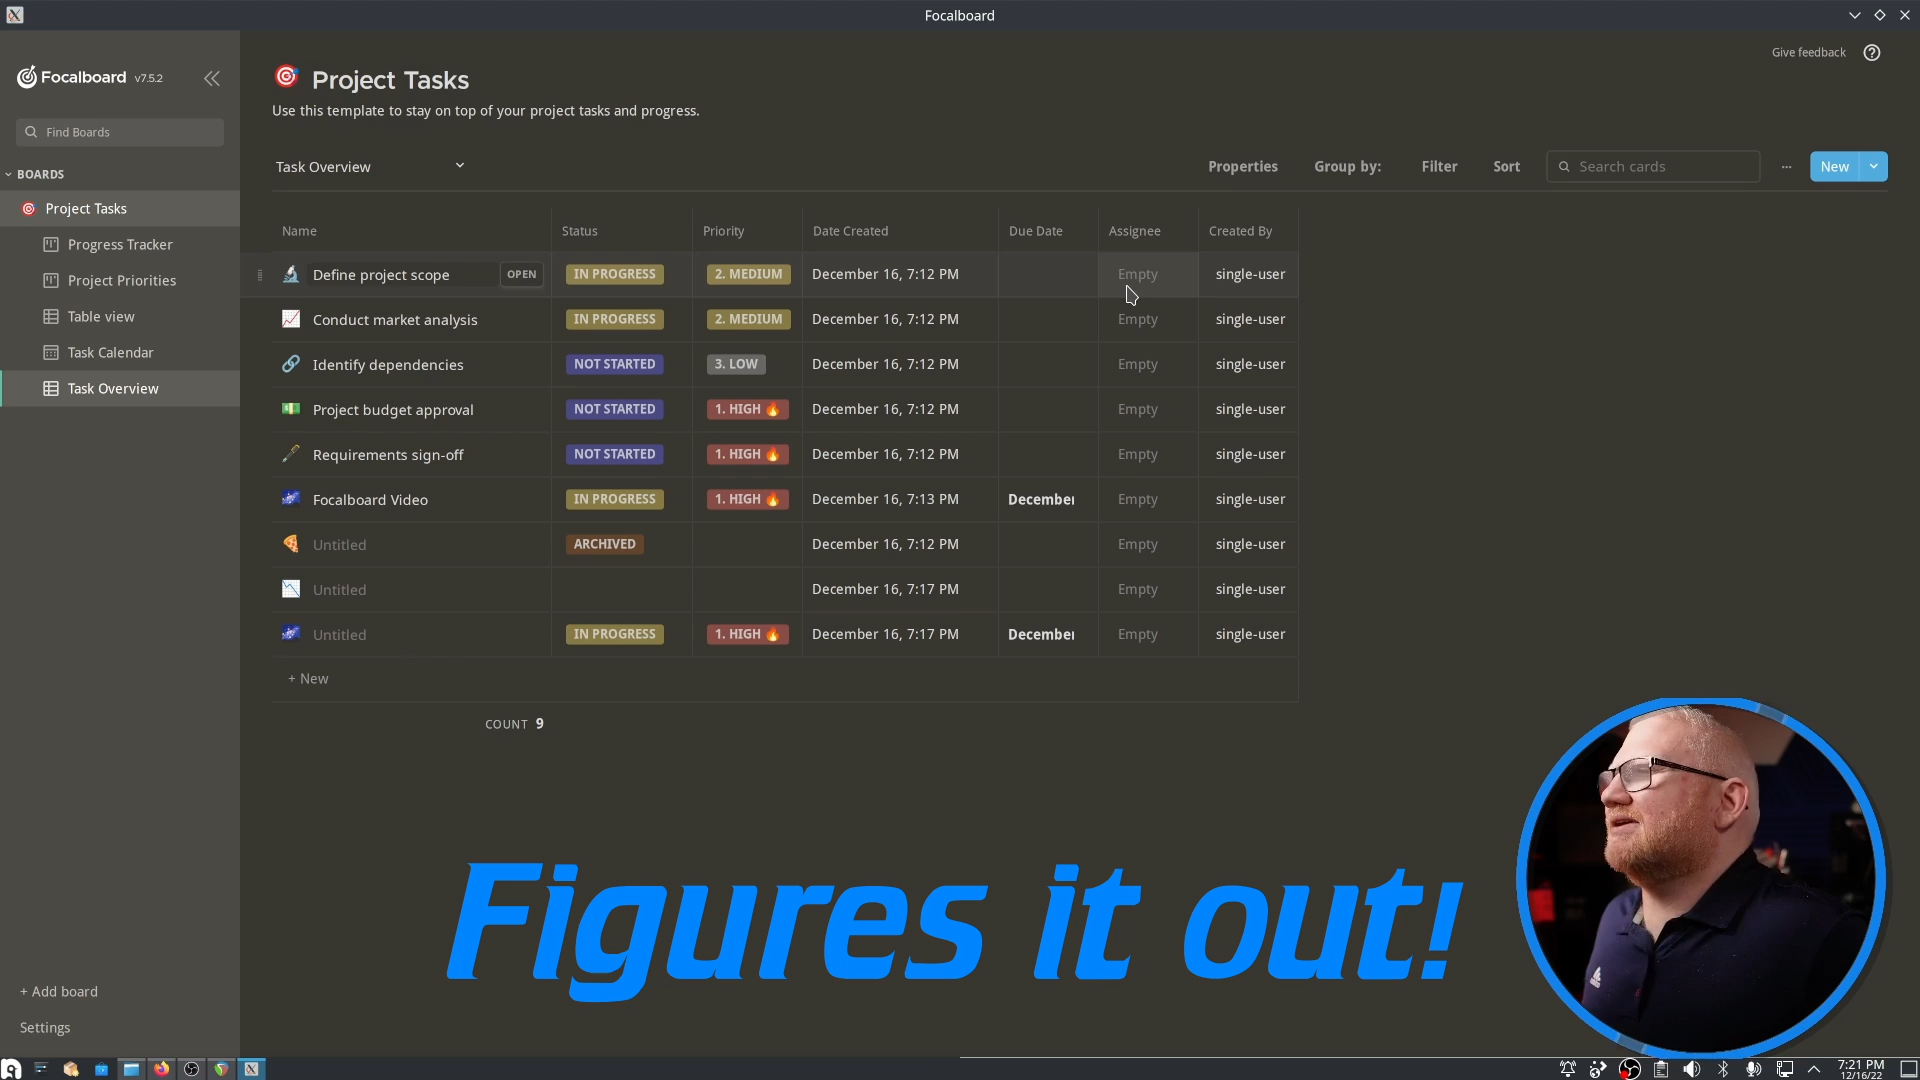 Focalboard
Focalboard v7.5.2
Find Boards
BOARDS
Project Tasks
Progress Tracker
Project Priorities
Table view
Task Calendar
Task Overview
+ Add board
Settings
Give feedback
Project Tasks
Use this template to stay on top of your project tasks and progress.
Task Overview
Properties Group by: Filter Sort Search cards ... New
Name Status Priority Date Created Due Date Assignee Created By
Define project scope OPEN IN PROGRESS 2. MEDIUM December 16, 7:12 PM Empty single-user
Conduct market analysis IN PROGRESS 2. MEDIUM December 16, 7:12 PM Empty single-user
Identify dependencies NOT STARTED 3. LOW December 16, 7:12 PM Empty single-user
Project budget approval NOT STARTED 1. HIGH 🔥 December 16, 7:12 PM Empty single-user
Requirements sign-off NOT STARTED 1. HIGH 🔥 December 16, 7:12 PM Empty single-user
Focalboard Video IN PROGRESS 1. HIGH 🔥 December 16, 7:13 PM December Empty single-user
Untitled ARCHIVED December 16, 7:12 PM Empty single-user
Untitled December 16, 7:17 PM Empty single-user
Untitled IN PROGRESS 1. HIGH 🔥 December 16, 7:17 PM December Empty single-user
+ New
COUNT 9
Figures it out!
7:21 PM
12/16/22